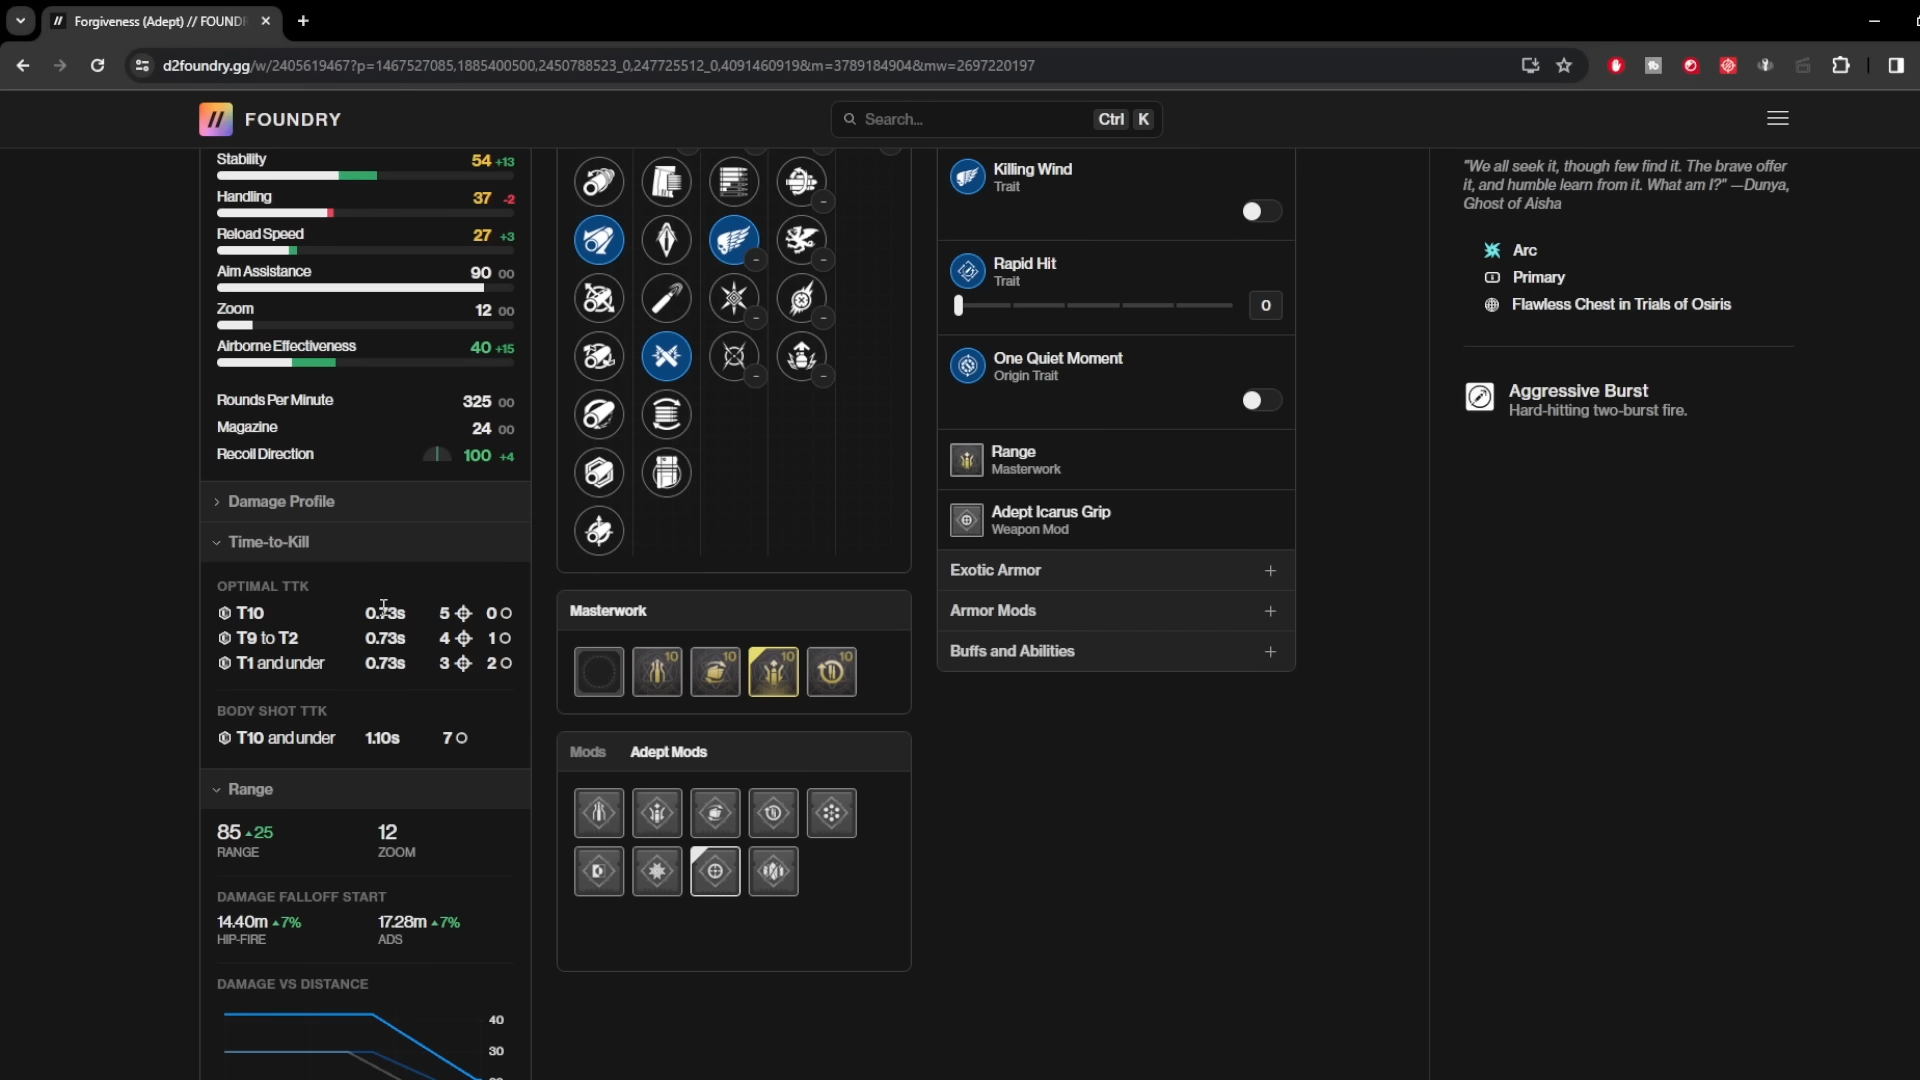 Forgiveness (Adept) // FOUND
d2foundry.gg/w/2405619467?p=1467527085,1885400500,2450788523_0,247725512_0,4091460919&m=3789184904&mw=2697220197
FOUNDRY
Search...
Ctrl K
Stability 54 +13
Handling 37 -2
Reload Speed 27 +3
Aim Assistance 90 00
Zoom 12 00
Airborne Effectiveness 40 +15
Rounds Per Minute 325 00
Magazine 24 00
Recoil Direction 100 +4
Damage Profile
Time-to-Kill
OPTIMAL TTK
T10 0.73s 5 0
T9 to T2 0.73s 4 1
T1 and under 0.73s 3 2
BODY SHOT TTK
T10 and under 1.10s 7
Range
85 25
RANGE
12
ZOOM
DAMAGE FALLOFF START
14.40m 7%
HIP-FIRE
17.28m 7%
ADS
DAMAGE VS DISTANCE
40
30
Masterwork
10 10 10 10
Mods Adept Mods
Killing Wind
Trait
Rapid Hit
Trait
0
One Quiet Moment
Origin Trait
Range
Masterwork
Adept Icarus Grip
Weapon Mod
Exotic Armor +
Armor Mods +
Buffs and Abilities +
"We all seek it, though few find it. The brave offer
it, and humble learn from it. What am I?" —Dunya,
Ghost of Aisha
Arc
Primary
Flawless Chest in Trials of Osiris
Aggressive Burst
Hard-hitting two-burst fire.